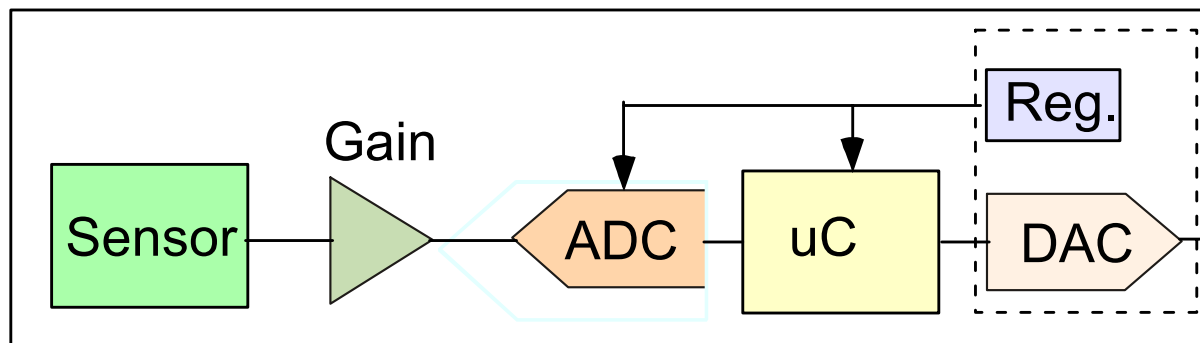 Reg.
Gain
Sensor
ADC
uC
DAC